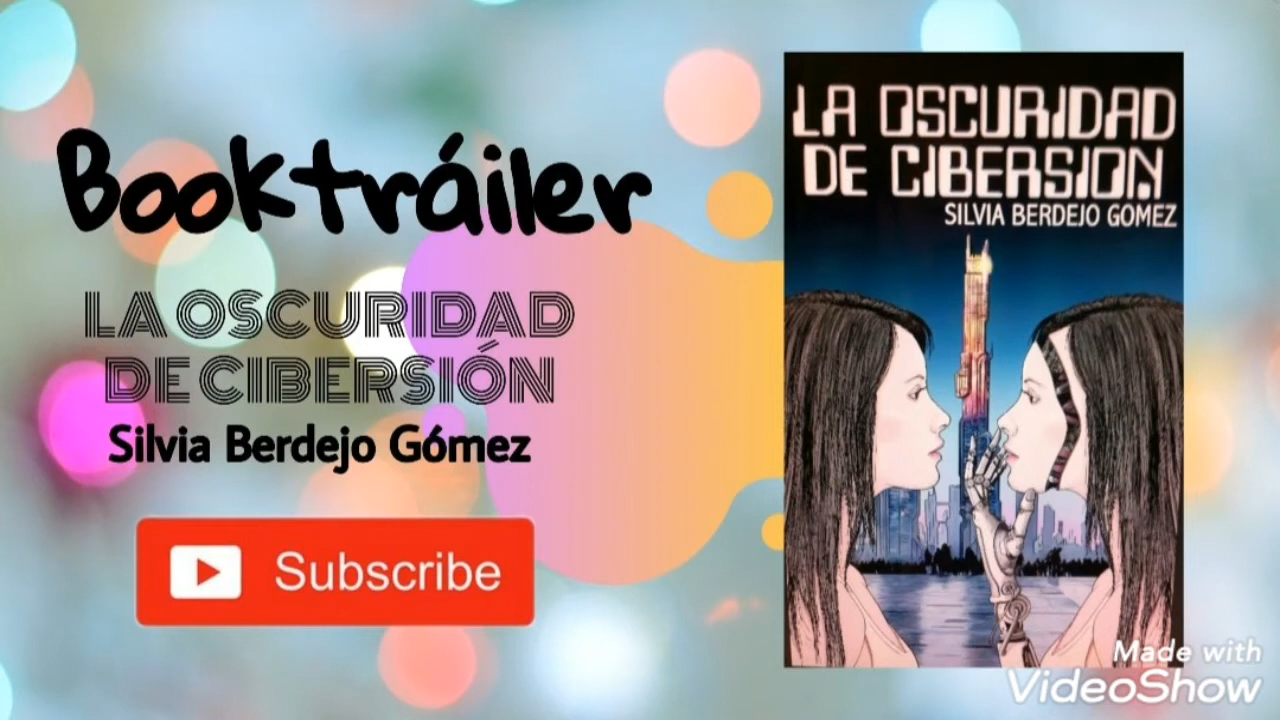 Booktráiler
LA OSCURIDAD
DE CIBERSIÓN
Silvia Berdejo Gómez
Subscribe
LA OSCURIDAD
DE CIBERSION
SILVIA BERDEJO GOMEZ
Made with
VideoShow